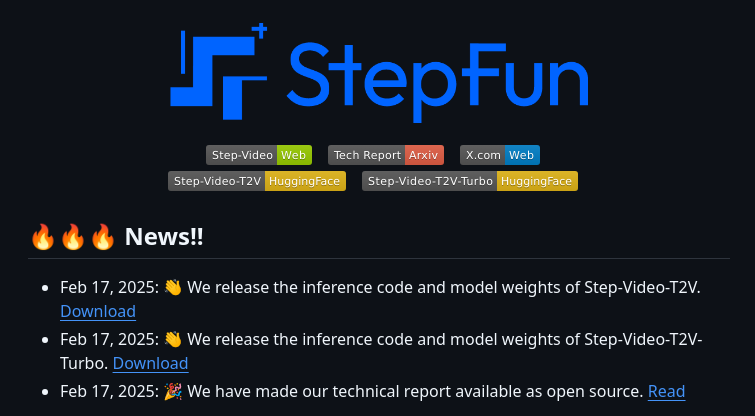 StepFun
Step-Video Web Tech Report Arxiv X.com Web
Step-Video-T2V HuggingFace Step-Video-T2V-Turbo HuggingFace
🔥🔥🔥 News!!
• Feb 17, 2025: 👋 We release the inference code and model weights of Step-Video-T2V.
Download
• Feb 17, 2025: 👋 We release the inference code and model weights of Step-Video-T2V-
Turbo. Download
• Feb 17, 2025: 🎉 We have made our technical report available as open source. Read